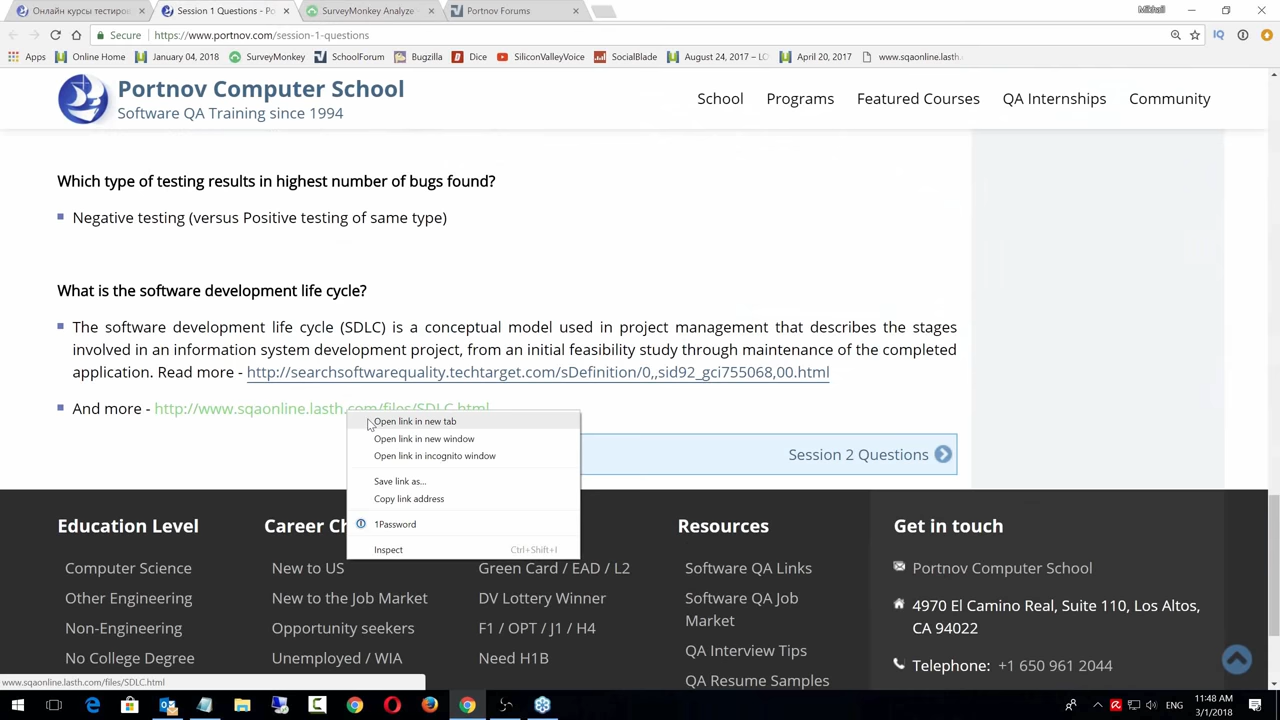 Онлайн курсы тестиров
Session 1 Questions - Po
SurveyMonkey Analyze
Portnov Forums
Mikhail
Secure
https://www.portnov.com/session-1-questions
Apps
Online Home
January 04, 2018
SurveyMonkey
SchoolForum
Bugzilla
Dice
SiliconValleyVoice
SocialBlade
August 24, 2017 – LO
April 20, 2017
www.sqaonline.lasth.
Portnov Computer School
Software QA Training since 1994
School
Programs
Featured Courses
QA Internships
Community
Which type of testing results in highest number of bugs found?
Negative testing (versus Positive testing of same type)
What is the software development life cycle?
The software development life cycle (SDLC) is a conceptual model used in project management that describes the stages
involved in an information system development project, from an initial feasibility study through maintenance of the completed
application. Read more - http://searchsoftwarequality.techtarget.com/sDefinition/0,,sid92_gci755068,00.html
And more - http://www.sqaonline.lasth.com/files/SDLC.html
Open link in new tab
Open link in new window
Open link in incognito window
Save link as...
Copy link address
1Password
Inspect
Ctrl+Shift+I
Session 2 Questions
Education Level
Computer Science
Other Engineering
Non-Engineering
No College Degree
Career Ch
New to US
New to the Job Market
Opportunity seekers
Unemployed / WIA
Green Card / EAD / L2
DV Lottery Winner
F1 / OPT / J1 / H4
Need H1B
Resources
Software QA Links
Software QA Job
Market
QA Interview Tips
QA Resume Samples
Get in touch
Portnov Computer School
4970 El Camino Real, Suite 110, Los Altos,
CA 94022
Telephone: +1 650 961 2044
www.sqaonline.lasth.com/files/SDLC.html
ENG
11:48 AM
3/1/2018